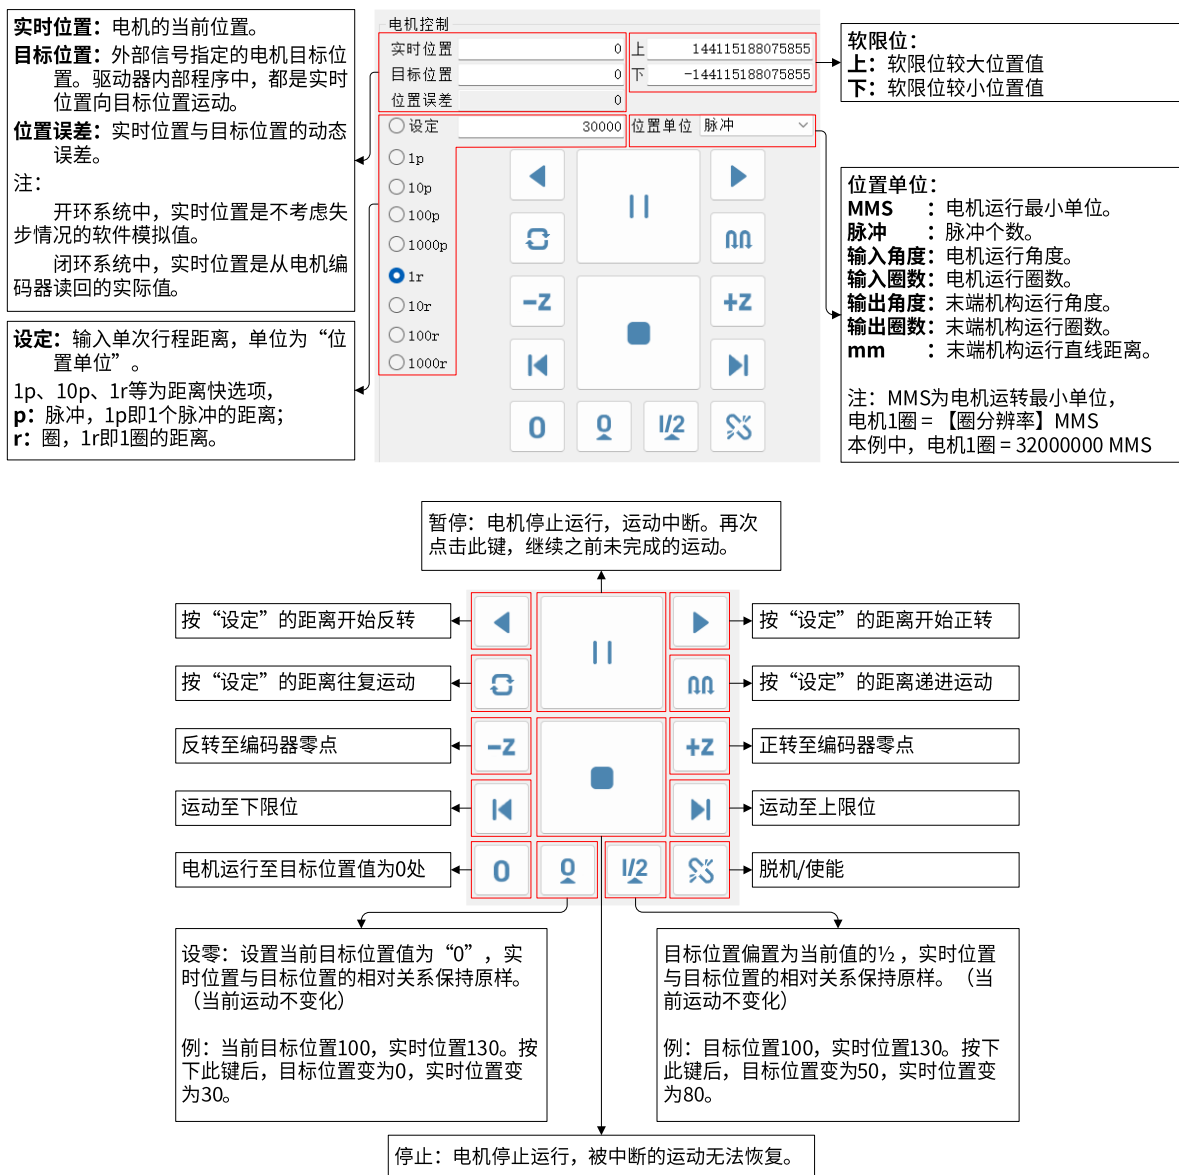 实时位置：电机的当前位置。
目标位置：外部信号指定的电机目标位
置。驱动器内部程序中，都是实时
位置向目标位置运动。
位置误差：实时位置与目标位置的动态
误差。
注：
开环系统中，实时位置是不考虑失
步情况的软件模拟值。
闭环系统中，实时位置是从电机编
码器读回的实际值。
设定：输入单次行程距离，单位为“位
置单位”。
1p、10p、1r等为距离快选项，
p：脉冲，1p即1个脉冲的距离；
r：圈，1r即1圈的距离。
电机控制
实时位置 0 上 144115188075855
目标位置 0 下 -144115188075855
位置误差 0
设定 30000 位置单位 脉冲
1p
10p
100p
1000p
1r
10r
100r
1000r
-Z +Z
0 0 1/2
软限位：
上：软限位较大位置值
下：软限位较小位置值
位置单位：
MMS ：电机运行最小单位。
脉冲 ：脉冲个数。
输入角度：电机运行角度。
输入圈数：电机运行圈数。
输出角度：末端机构运行角度。
输出圈数：末端机构运行圈数。
mm ：末端机构运行直线距离。
注：MMS为电机运转最小单位，
电机1圈 = 【圈分辨率】MMS
本例中，电机1圈 = 32000000 MMS
暂停：电机停止运行，运动中断。再次
点击此键，继续之前未完成的运动。
按“设定”的距离开始反转
按“设定”的距离开始正转
按“设定”的距离往复运动
按“设定”的距离递进运动
反转至编码器零点
-Z +Z
正转至编码器零点
运动至下限位
运动至上限位
电机运行至目标位置值为0处
0 0 1/2
脱机/使能
设零：设置当前目标位置值为“0”，实
时位置与目标位置的相对关系保持原样。
（当前运动不变化）
例：当前目标位置100，实时位置130。按
下此键后，目标位置变为0，实时位置变
为30。
目标位置偏置为当前值的½ ，实时位置
与目标位置的相对关系保持原样。（当
前运动不变化）
例：目标位置100，实时位置130。按下
此键后，目标位置变为50，实时位置变
为80。
停止：电机停止运行，被中断的运动无法恢复。